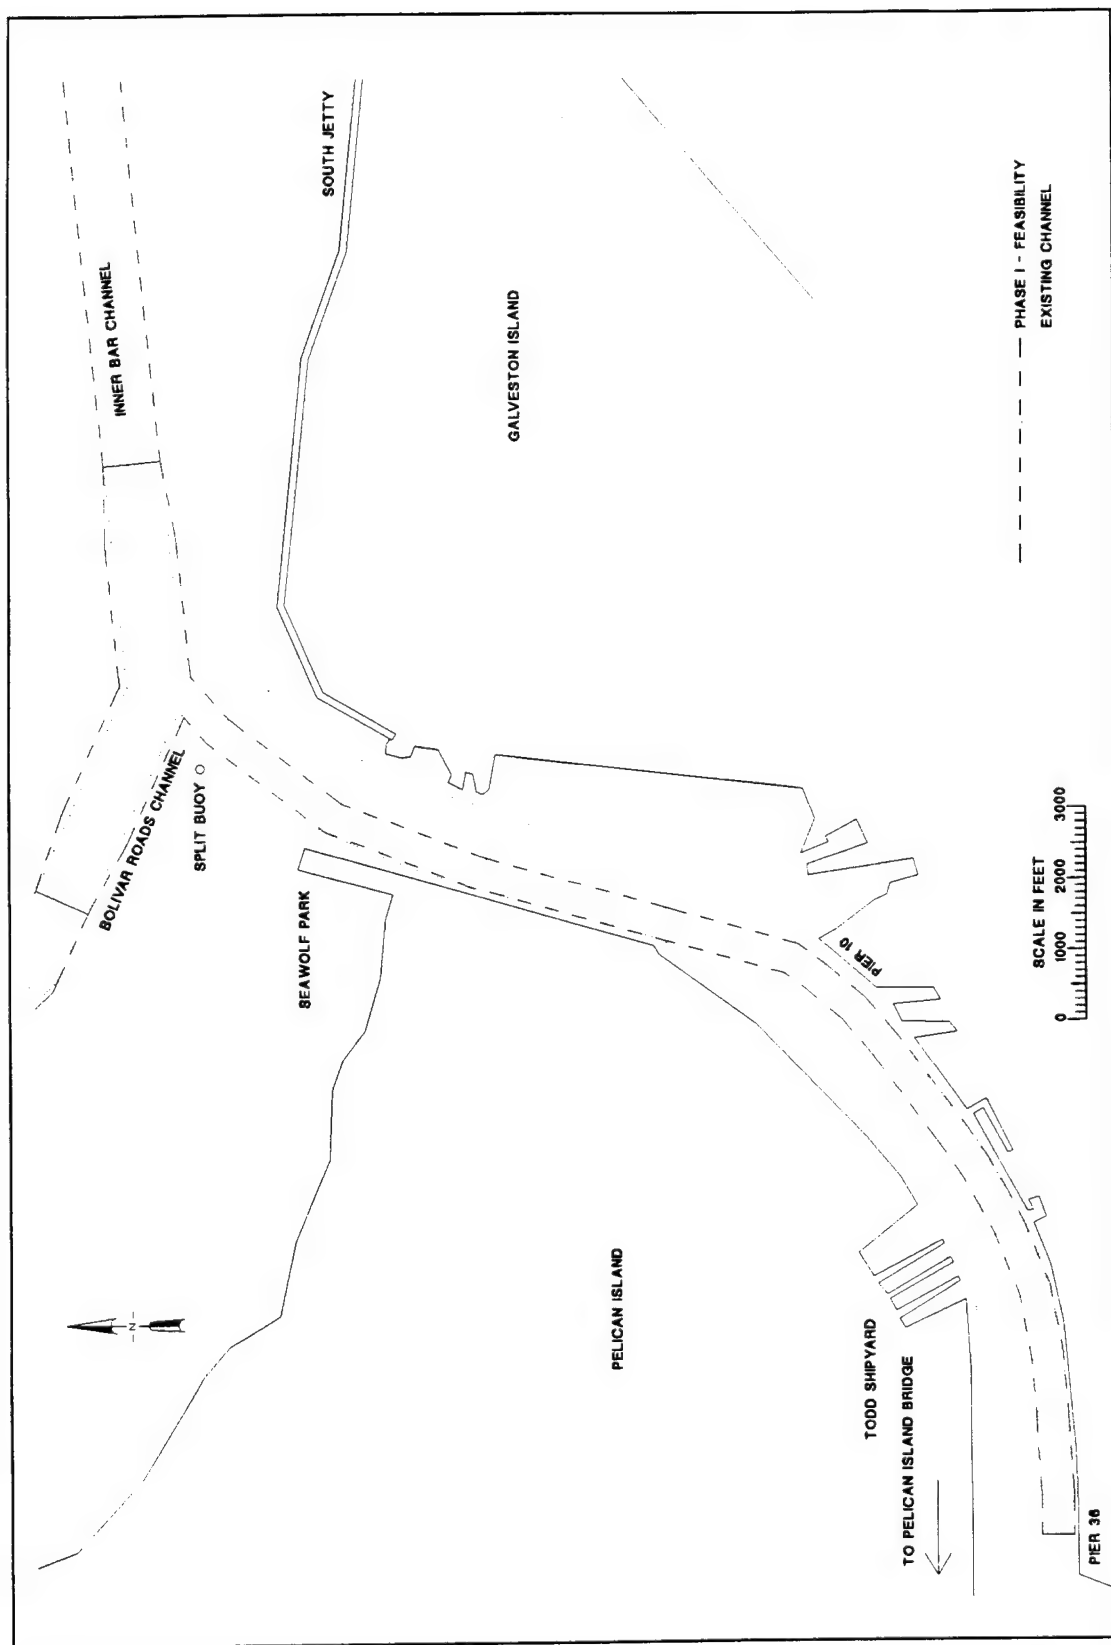 INNER BAR CHANNEL
SOUTH JETTY
BOLIVAR ROADS CHANNEL
SPLIT BUOY
SEAWOLF PARK
GALVESTON ISLAND
N
PELICAN ISLAND
PIER 10
TODD SHIPYARD
TO PELICAN ISLAND BRIDGE
PIER 36
SCALE IN FEET
0 1000 2000 3000
PHASE I - FEASIBILITY
EXISTING CHANNEL